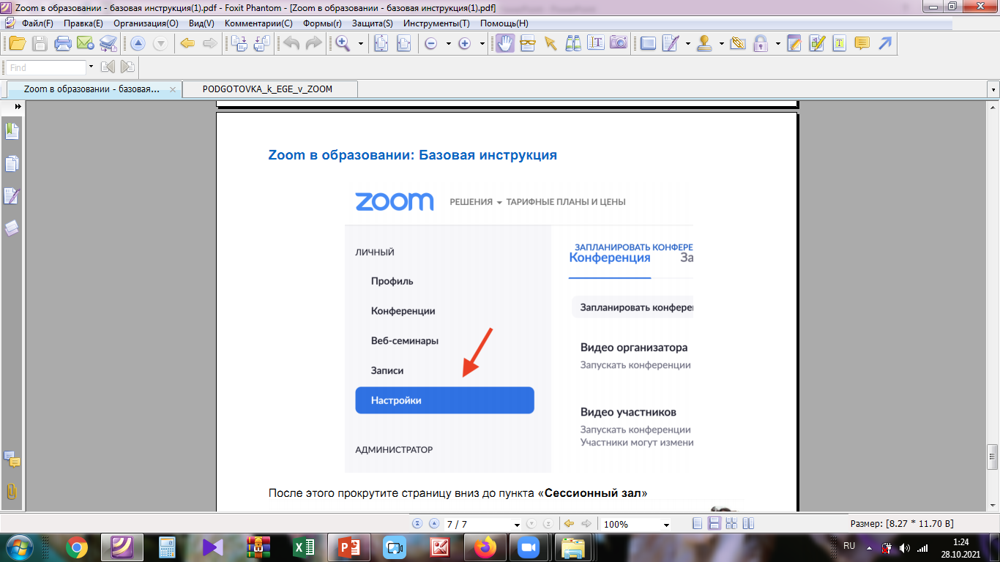 Zoom в образовании - базовая инструкция(1).pdf - Foxit Phantom - [Zoom в образовании - базовая инструкция(1).pdf]
Файл(F) Правка(E) Организация(O) Вид(V) Комментарии(C) Формы(r) Защита(S) Инструменты(T) Помощь(H)
Find
Zoom в образовании - базовая... PODGOTOVKA_k_EGE_v_ZOOM
Zoom в образовании: Базовая инструкция
zoom РЕШЕНИЯ ТАРИФНЫЕ ПЛАНЫ И ЦЕНЫ
ЛИЧНЫЙ
Профиль
Конференции
Веб-семинары
Записи
Настройки
АДМИНИСТРАТОР
ЗАПЛАНИРОВАТЬ КОНФЕРЕ
Конференция За
Запланировать конферен
Видео организатора
Запускать конференции
Видео участников
Запускать конференции
Участники могут измени
После этого прокрутите страницу вниз до пункта «Сессионный зал»
7 / 7 100% Размер: [8.27 * 11.70 В]
RU 1:24
28.10.2021